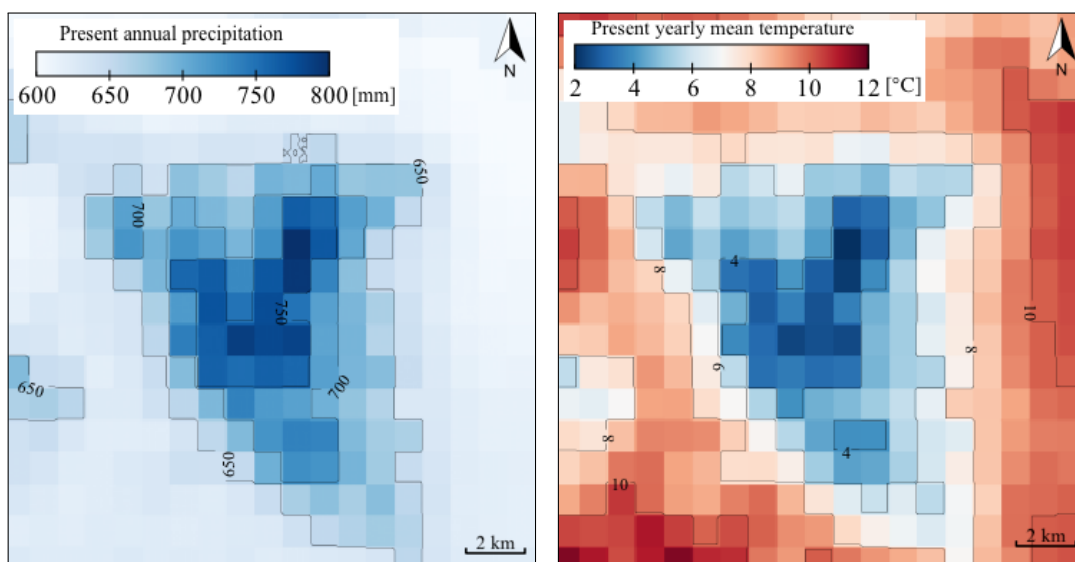 Present annual precipitation
600 650 700 750 800 [mm]
N
650
700
750
650
700
650
2 km
Present yearly mean temperature
2 4 6 8 10 12 [°C]
N
4
8
8
10
8
6
8
4
10
2 km